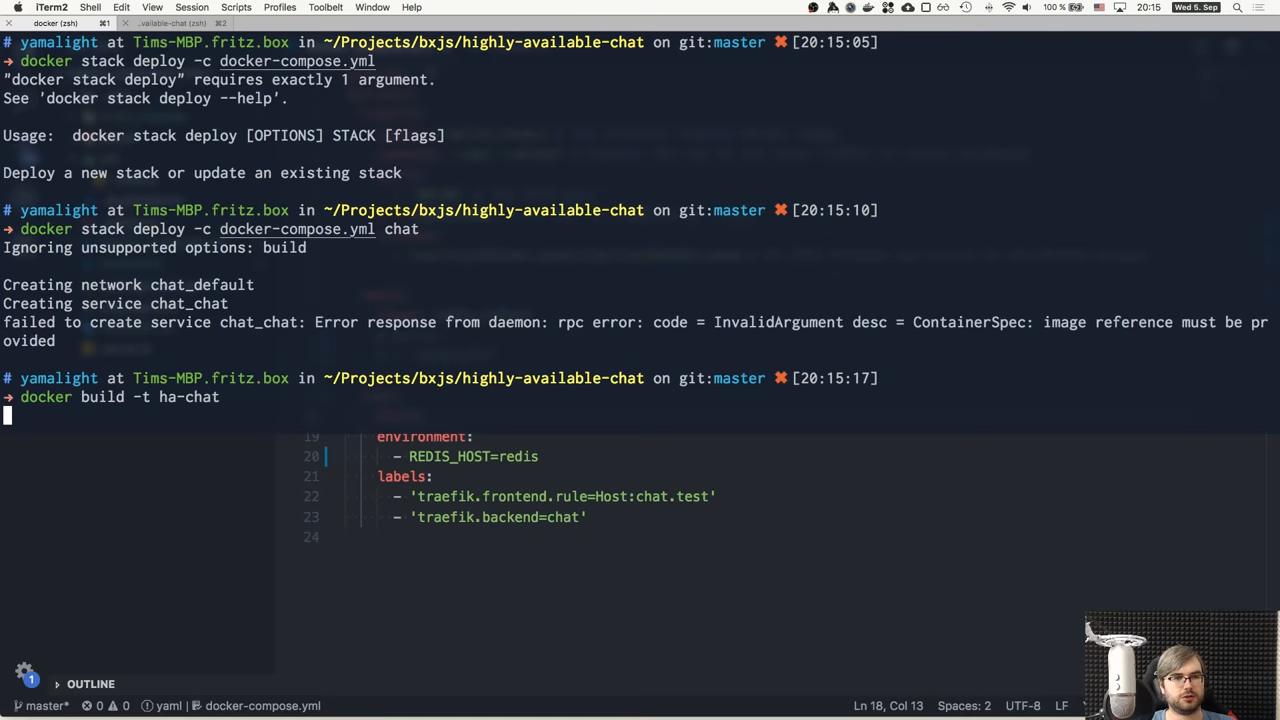 iTerm2 Shell Edit View Session Scripts Profiles Toolbelt Window Help 100 % 20:15 Wed 5. Sep
docker (zsh) ⌘1 ..vailable-chat (zsh) ⌘2
# yamalight at Tims-MBP.fritz.box in ~/Projects/bxjs/highly-available-chat on git:master ✖ [20:15:05]
→ docker stack deploy -c docker-compose.yml
"docker stack deploy" requires exactly 1 argument.
See 'docker stack deploy --help'.
Usage:  docker stack deploy [OPTIONS] STACK [flags]
Deploy a new stack or update an existing stack
# yamalight at Tims-MBP.fritz.box in ~/Projects/bxjs/highly-available-chat on git:master ✖ [20:15:10]
→ docker stack deploy -c docker-compose.yml chat
Ignoring unsupported options: build
Creating network chat_default
Creating service chat_chat
failed to create service chat_chat: Error response from daemon: rpc error: code = InvalidArgument desc = ContainerSpec: image reference must be pr
ovided
# yamalight at Tims-MBP.fritz.box in ~/Projects/bxjs/highly-available-chat on git:master ✖ [20:15:17]
→ docker build -t ha-chat
19 environment:
20 - REDIS_HOST=redis
21 labels:
22 - 'traefik.frontend.rule=Host:chat.test'
23 - 'traefik.backend=chat'
24
1
OUTLINE
master* 0 0 yaml docker-compose.yml Ln 18, Col 13 Spaces: 2 UTF-8 LF